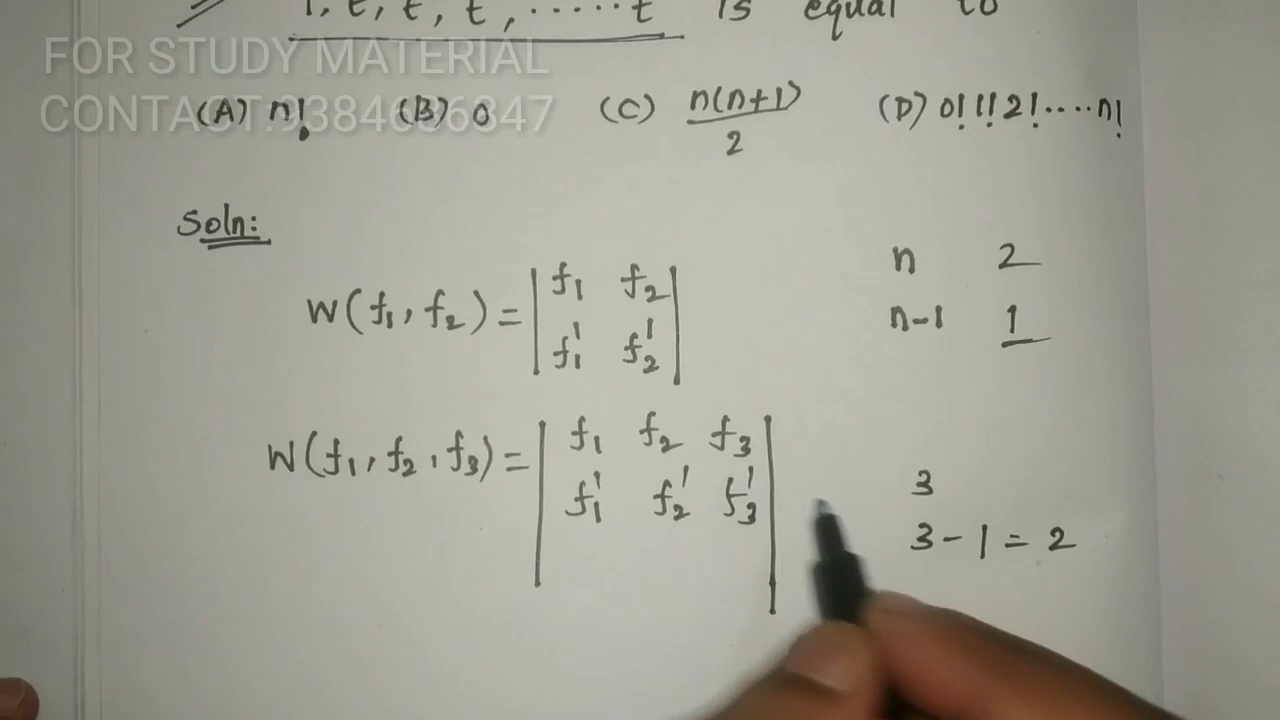 1, t, t, t, ..... t is equal to
FOR STUDY MATERIAL
CONTACT :9384686847
(A) n! (B) 0 (C) n(n+1)/2 (D) 0! 1! 2! .... n!
Soln:
W(f₁, f₂) = | f₁ f₂ |
| f₁' f₂' |
n 2
n-1 1
W(f₁, f₂, f₃) = | f₁ f₂ f₃ |
| f₁' f₂' f₃' |
3
3 - 1 = 2